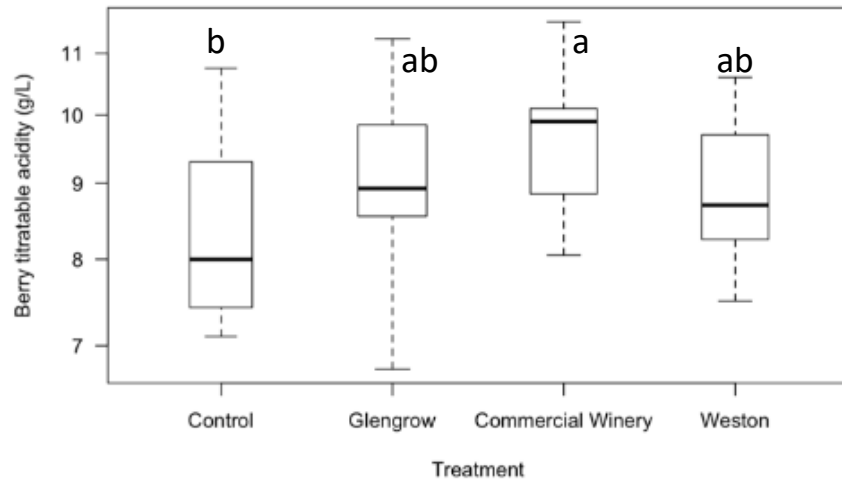 Berry titratable acidity (g/L)
11
10
9
8
7
b
ab
a
ab
Control
Glengrow
Commercial Winery
Weston
Treatment